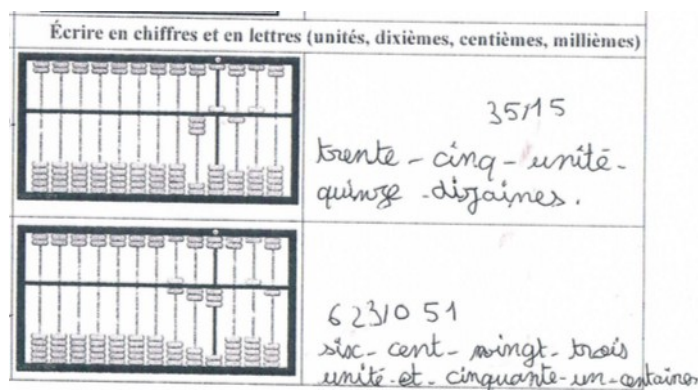 Écrire en chiffres et en lettres (unités, dixièmes, centièmes, millièmes)
35,15
trente-cinq-unité-
quinze-dizaines.
623,051
six-cent-vingt-trois
unité-et-cinquante-un-centaines